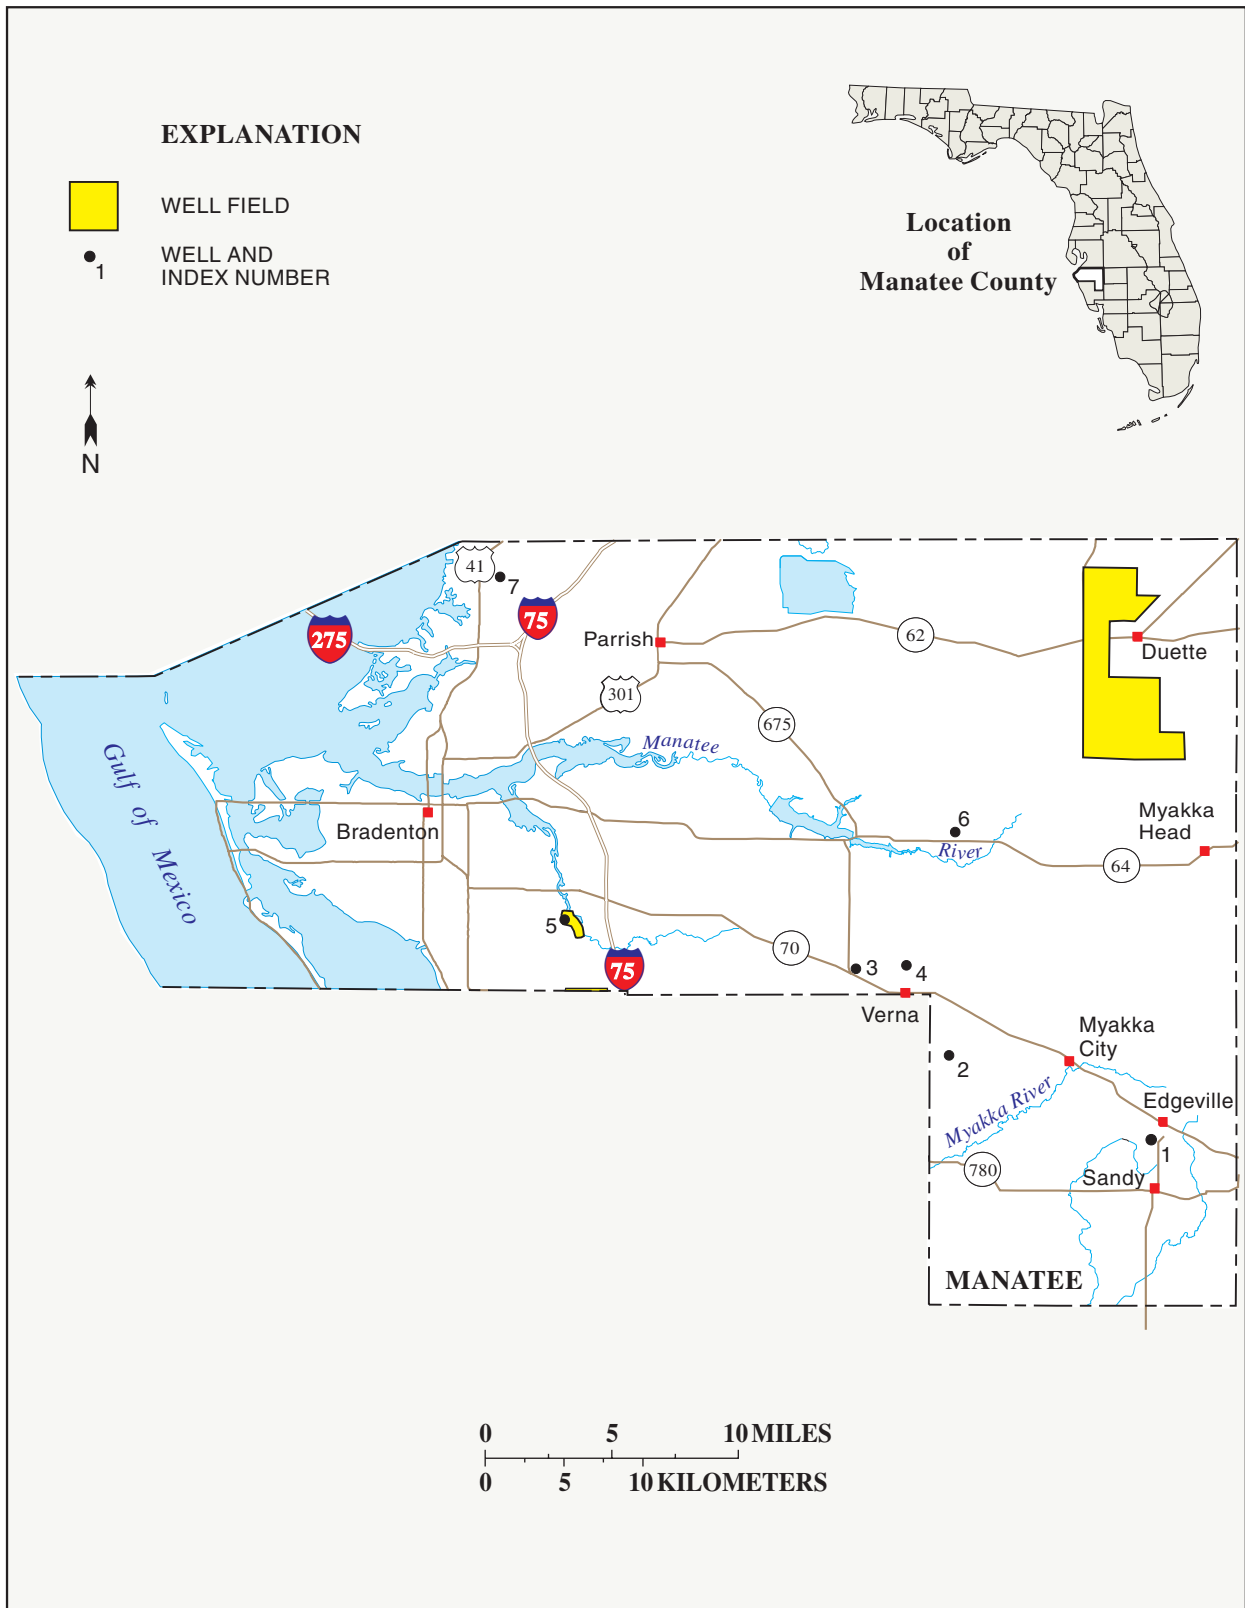 EXPLANATION
WELL FIELD
1
WELL AND
INDEX NUMBER
N
Location
of
Manatee County
41
7
75
275
Parrish
62
Duette
301
675
Manatee
Gulf of Mexico
Bradenton
6
River
Myakka
Head
64
5
70
75
3
4
Verna
2
Myakka
City
Myakka River
Edgeville
1
780
Sandy
MANATEE
0 5 10 MILES
0 5 10 KILOMETERS